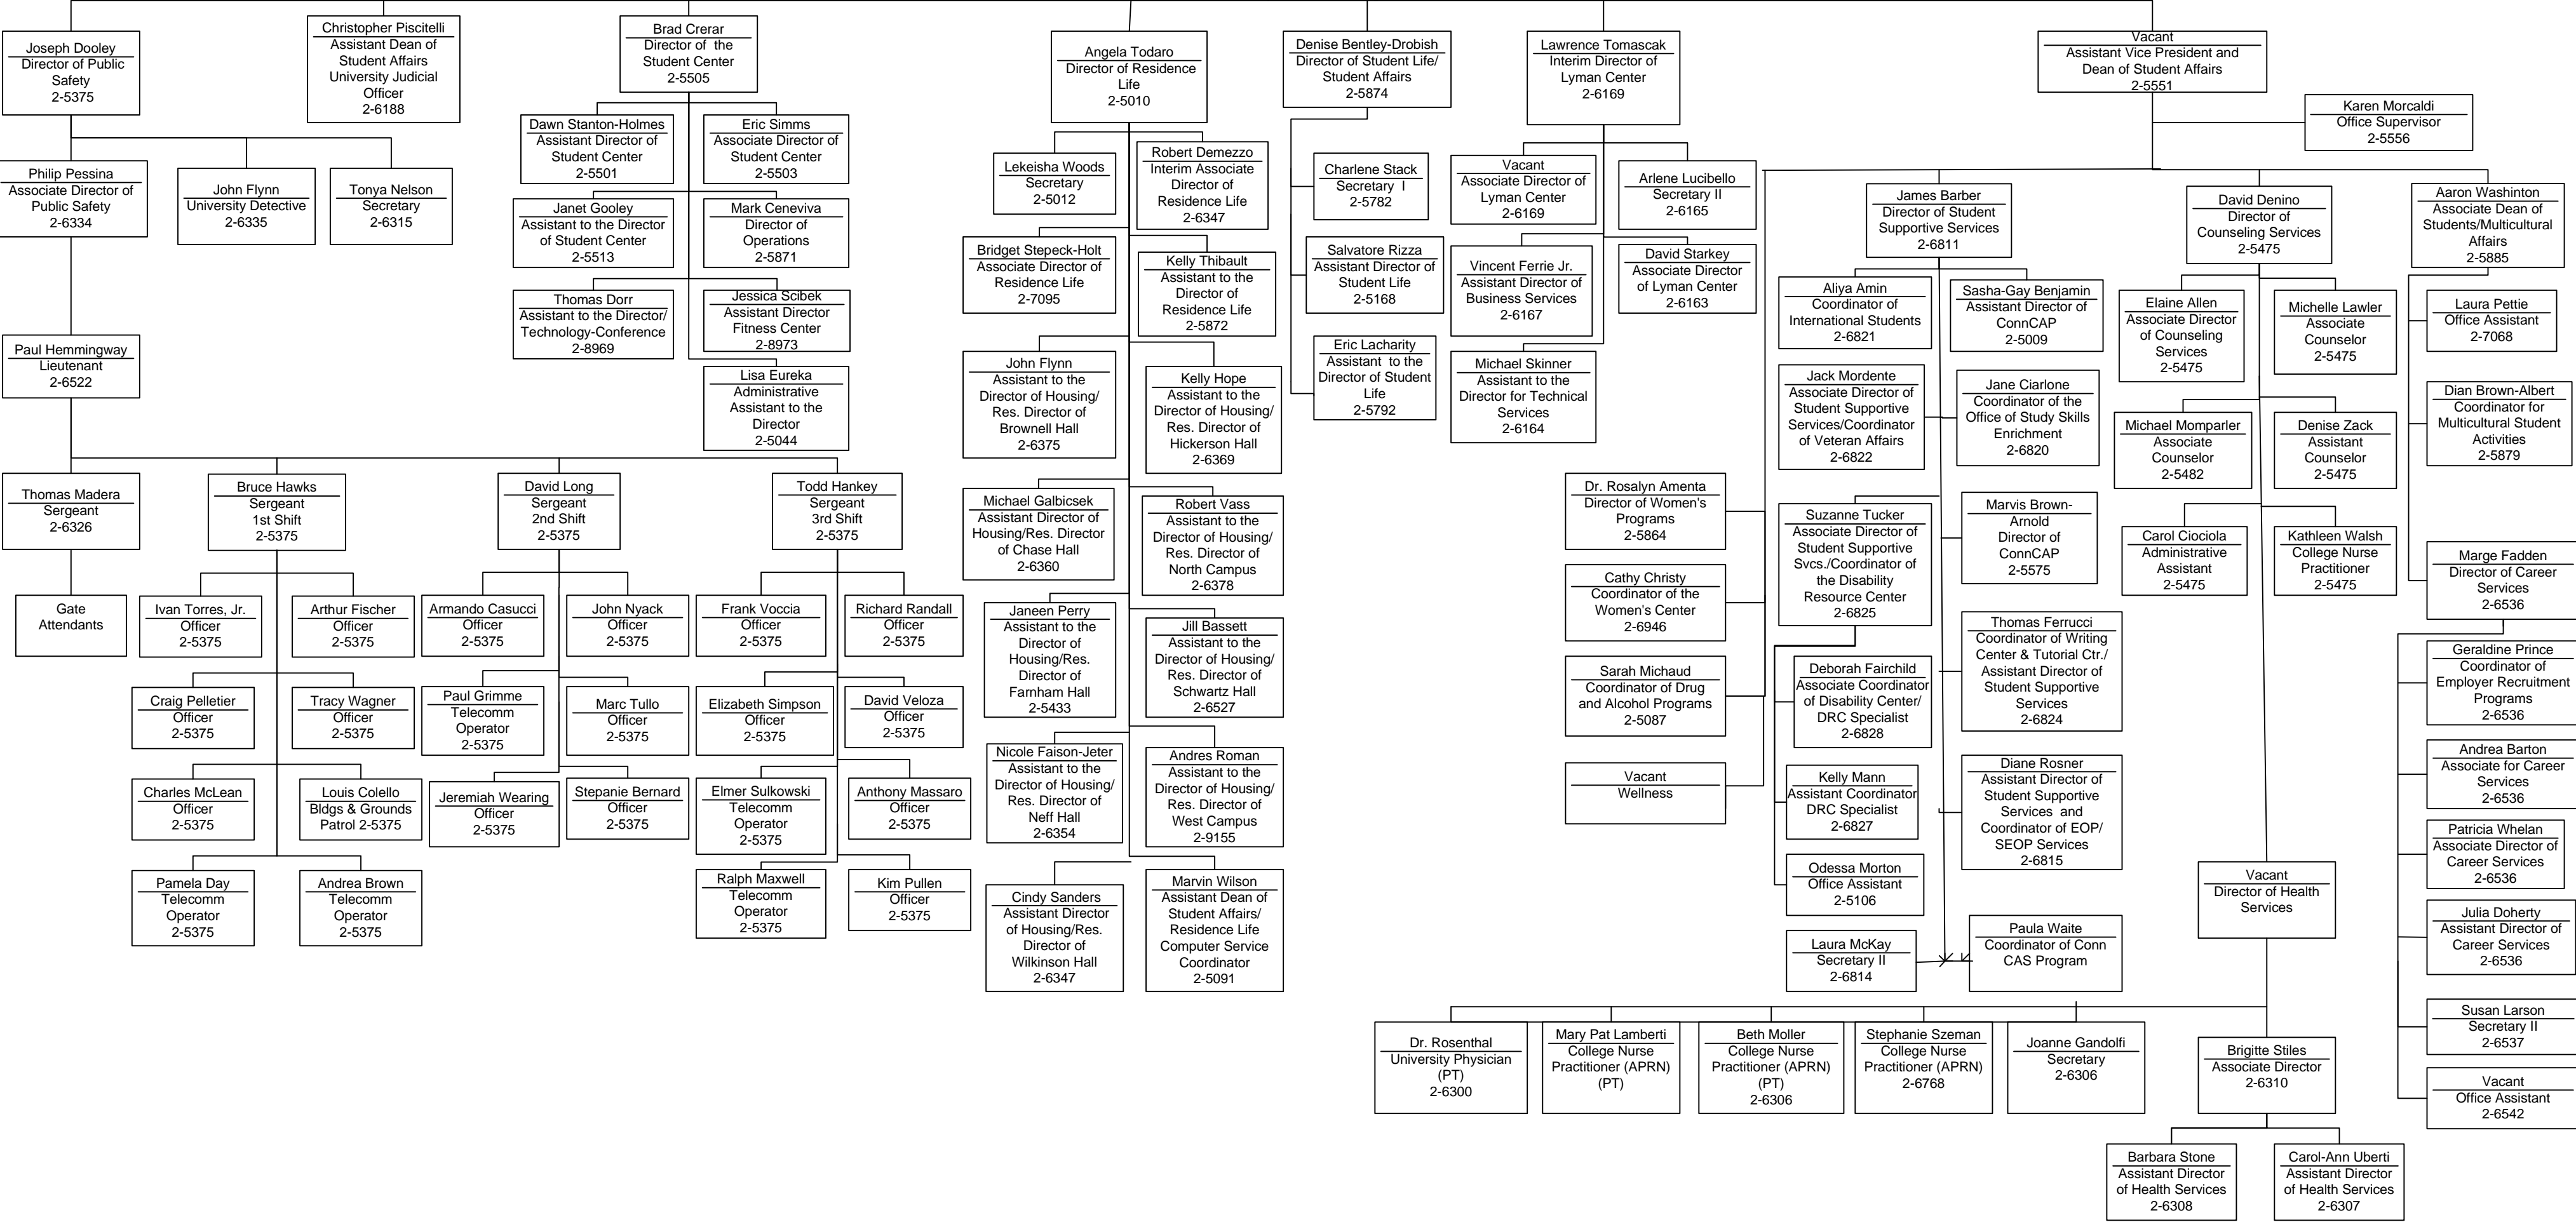 Joseph Dooley
Director of Public
Safety
2-5375
Christopher Piscitelli
Assistant Dean of
Student Affairs
University Judicial
Officer
2-6188
Brad Crerar
Director of  the
Student Center
2-5505
Angela Todaro
Director of Residence
Life
2-5010
Denise Bentley-Drobish
Director of Student Life/
Student Affairs
2-5874
Lawrence Tomascak
Interim Director of
Lyman Center
2-6169
Vacant
Assistant Vice President and
Dean of Student Affairs
2-5551
Karen Morcaldi
Office Supervisor
2-5556
Philip Pessina
Associate Director of
Public Safety
2-6334
John Flynn
University Detective
2-6335
Tonya Nelson
Secretary
2-6315
Paul Hemmingway
Lieutenant
2-6522
Thomas Madera
Sergeant
2-6326
Gate
Attendants
Bruce Hawks
Sergeant
1st Shift
2-5375
Ivan Torres, Jr.
Officer
2-5375
Arthur Fischer
Officer
2-5375
Craig Pelletier
Officer
2-5375
Tracy Wagner
Officer
2-5375
Charles McLean
Officer
2-5375
Louis Colello
Bldgs & Grounds
Patrol 2-5375
Pamela Day
Telecomm
Operator
2-5375
Andrea Brown
Telecomm
Operator
2-5375
David Long
Sergeant
2nd Shift
2-5375
Armando Casucci
Officer
2-5375
John Nyack
Officer
2-5375
Paul Grimme
Telecomm
Operator
2-5375
Marc Tullo
Officer
2-5375
Jeremiah Wearing
Officer
2-5375
Stepanie Bernard
Officer
2-5375
Todd Hankey
Sergeant
3rd Shift
2-5375
Frank Voccia
Officer
2-5375
Richard Randall
Officer
2-5375
Elizabeth Simpson
Officer
2-5375
David Veloza
Officer
2-5375
Elmer Sulkowski
Telecomm
Operator
2-5375
Anthony Massaro
Officer
2-5375
Ralph Maxwell
Telecomm
Operator
2-5375
Kim Pullen
Officer
2-5375
Dawn Stanton-Holmes
Assistant Director of
Student Center
2-5501
Eric Simms
Associate Director of
Student Center
2-5503
Janet Gooley
Assistant to the Director
of Student Center
2-5513
Mark Ceneviva
Director of
Operations
2-5871
Thomas Dorr
Assistant to the Director/
Technology-Conference
2-8969
Jessica Scibek
Assistant Director
Fitness Center
2-8973
Lisa Eureka
Administrative
Assistant to the
Director
2-5044
Lekeisha Woods
Secretary
2-5012
Robert Demezzo
Interim Associate
Director of
Residence Life
2-6347
Bridget Stepeck-Holt
Associate Director of
Residence Life
2-7095
Kelly Thibault
Assistant to the
Director of
Residence Life
2-5872
John Flynn
Assistant to the
Director of Housing/
Res. Director of
Brownell Hall
2-6375
Kelly Hope
Assistant to the
Director of Housing/
Res. Director of
Hickerson Hall
2-6369
Michael Galbicsek
Assistant Director of
Housing/Res. Director
of Chase Hall
2-6360
Robert Vass
Assistant to the
Director of Housing/
Res. Director of
North Campus
2-6378
Janeen Perry
Assistant to the
Director of
Housing/Res.
Director of
Farnham Hall
2-5433
Jill Bassett
Assistant to the
Director of Housing/
Res. Director of
Schwartz Hall
2-6527
Nicole Faison-Jeter
Assistant to the
Director of Housing/
Res. Director of
Neff Hall
2-6354
Andres Roman
Assistant to the
Director of Housing/
Res. Director of
West Campus
2-9155
Cindy Sanders
Assistant Director
of Housing/Res.
Director of
Wilkinson Hall
2-6347
Marvin Wilson
Assistant Dean of
Student Affairs/
Residence Life
Computer Service
Coordinator
2-5091
Charlene Stack
Secretary  I
2-5782
Salvatore Rizza
Assistant Director of
Student Life
2-5168
Eric Lacharity
Assistant  to the
Director of Student
Life
2-5792
Vacant
Associate Director of
Lyman Center
2-6169
Arlene Lucibello
Secretary II
2-6165
Vincent Ferrie Jr.
Assistant Director of
Business Services
2-6167
David Starkey
Associate Director
of Lyman Center
2-6163
Michael Skinner
Assistant to the
Director for Technical
Services
2-6164
Dr. Rosalyn Amenta
Director of Women's
Programs
2-5864
Cathy Christy
Coordinator of the
Women's Center
2-6946
Sarah Michaud
Coordinator of Drug
and Alcohol Programs
2-5087
Vacant
Wellness
James Barber
Director of Student
Supportive Services
2-6811
Aliya Amin
Coordinator of
International Students
2-6821
Sasha-Gay Benjamin
Assistant Director of
ConnCAP
2-5009
Jack Mordente
Associate Director of
Student Supportive
Services/Coordinator
of Veteran Affairs
2-6822
Jane Ciarlone
Coordinator of the
Office of Study Skills
Enrichment
2-6820
Suzanne Tucker
Associate Director of
Student Supportive
Svcs./Coordinator of
the Disability
Resource Center
2-6825
Marvis Brown-
Arnold
Director of
ConnCAP
2-5575
Deborah Fairchild
Associate Coordinator
of Disability Center/
DRC Specialist
2-6828
Thomas Ferrucci
Coordinator of Writing
Center & Tutorial Ctr./
Assistant Director of
Student Supportive
Services
2-6824
Kelly Mann
Assistant Coordinator
DRC Specialist
2-6827
Diane Rosner
Assistant Director of
Student Supportive
Services  and
Coordinator of EOP/
SEOP Services
2-6815
Odessa Morton
Office Assistant
2-5106
Laura McKay
Secretary II
2-6814
Paula Waite
Coordinator of Conn
CAS Program
David Denino
Director of
Counseling Services
2-5475
Elaine Allen
Associate Director
of Counseling
Services
2-5475
Michelle Lawler
Associate
Counselor
2-5475
Michael Momparler
Associate
Counselor
2-5482
Denise Zack
Assistant
Counselor
2-5475
Carol Ciociola
Administrative
Assistant
2-5475
Kathleen Walsh
College Nurse
Practitioner
2-5475
Vacant
Director of Health
Services
Dr. Rosenthal
University Physician
(PT)
2-6300
Mary Pat Lamberti
College Nurse
Practitioner (APRN)
(PT)
Beth Moller
College Nurse
Practitioner (APRN)
(PT)
2-6306
Stephanie Szeman
College Nurse
Practitioner (APRN)
2-6768
Joanne Gandolfi
Secretary
2-6306
Brigitte Stiles
Associate Director
2-6310
Barbara Stone
Assistant Director
of Health Services
2-6308
Carol-Ann Uberti
Assistant Director
of Health Services
2-6307
Aaron Washinton
Associate Dean of
Students/Multicultural
Affairs
2-5885
Laura Pettie
Office Assistant
2-7068
Dian Brown-Albert
Coordinator for
Multicultural Student
Activities
2-5879
Marge Fadden
Director of Career
Services
2-6536
Geraldine Prince
Coordinator of
Employer Recruitment
Programs
2-6536
Andrea Barton
Associate for Career
Services
2-6536
Patricia Whelan
Associate Director of
Career Services
2-6536
Julia Doherty
Assistant Director of
Career Services
2-6536
Susan Larson
Secretary II
2-6537
Vacant
Office Assistant
2-6542